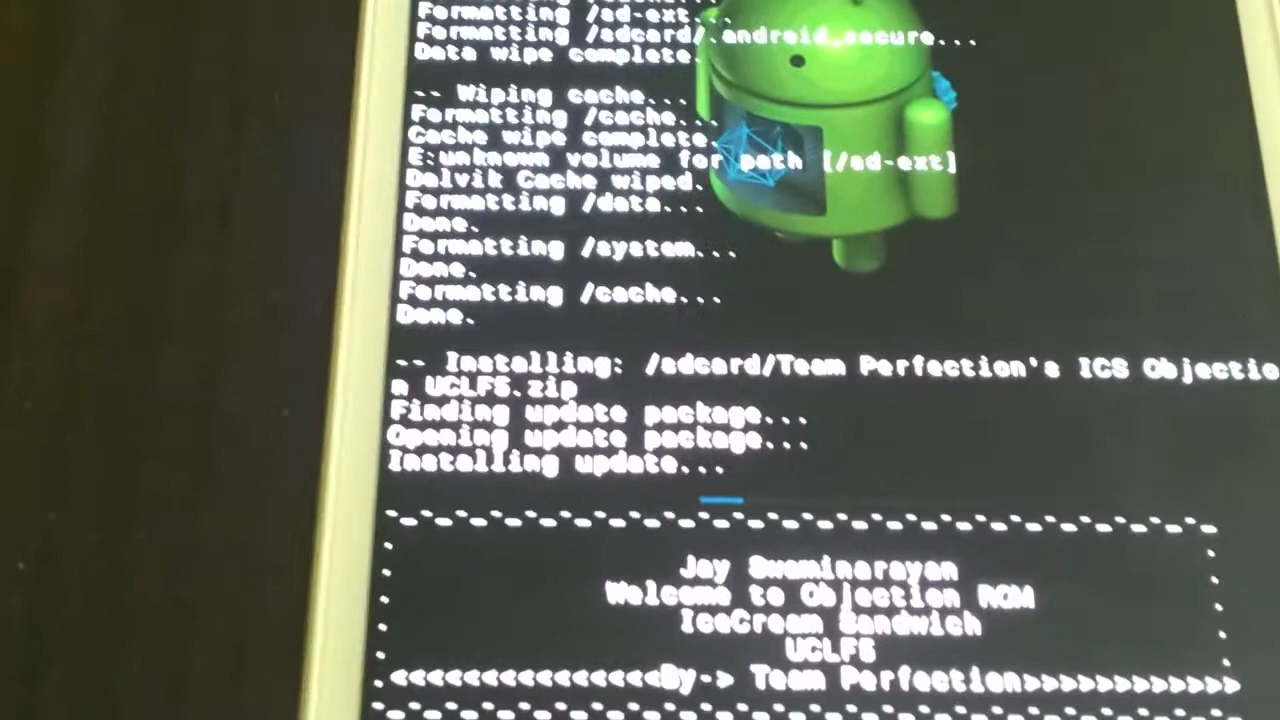 Formatting /sd-ext...
Formatting /sdcard/.android_secure...
Data wipe complete.
-- Wiping cache...
Formatting /cache...
Cache wipe complete.
E:unknown volume for path [/sd-ext]
Dalvik Cache wiped.
Formatting /data...
Done.
Formatting /system...
Done.
Formatting /cache...
Done.
-- Installing: /sdcard/Team Perfection's ICS Objectio
n UCLF5.zip
Finding update package...
Opening update package...
Installing update...
Jay Swaminarayan
Welcome to Objection ROM
IceCream Sandwich
UCLF5
<<<<<<<<<<<<<<<By-> Team Perfection>>>>>>>>>>>>